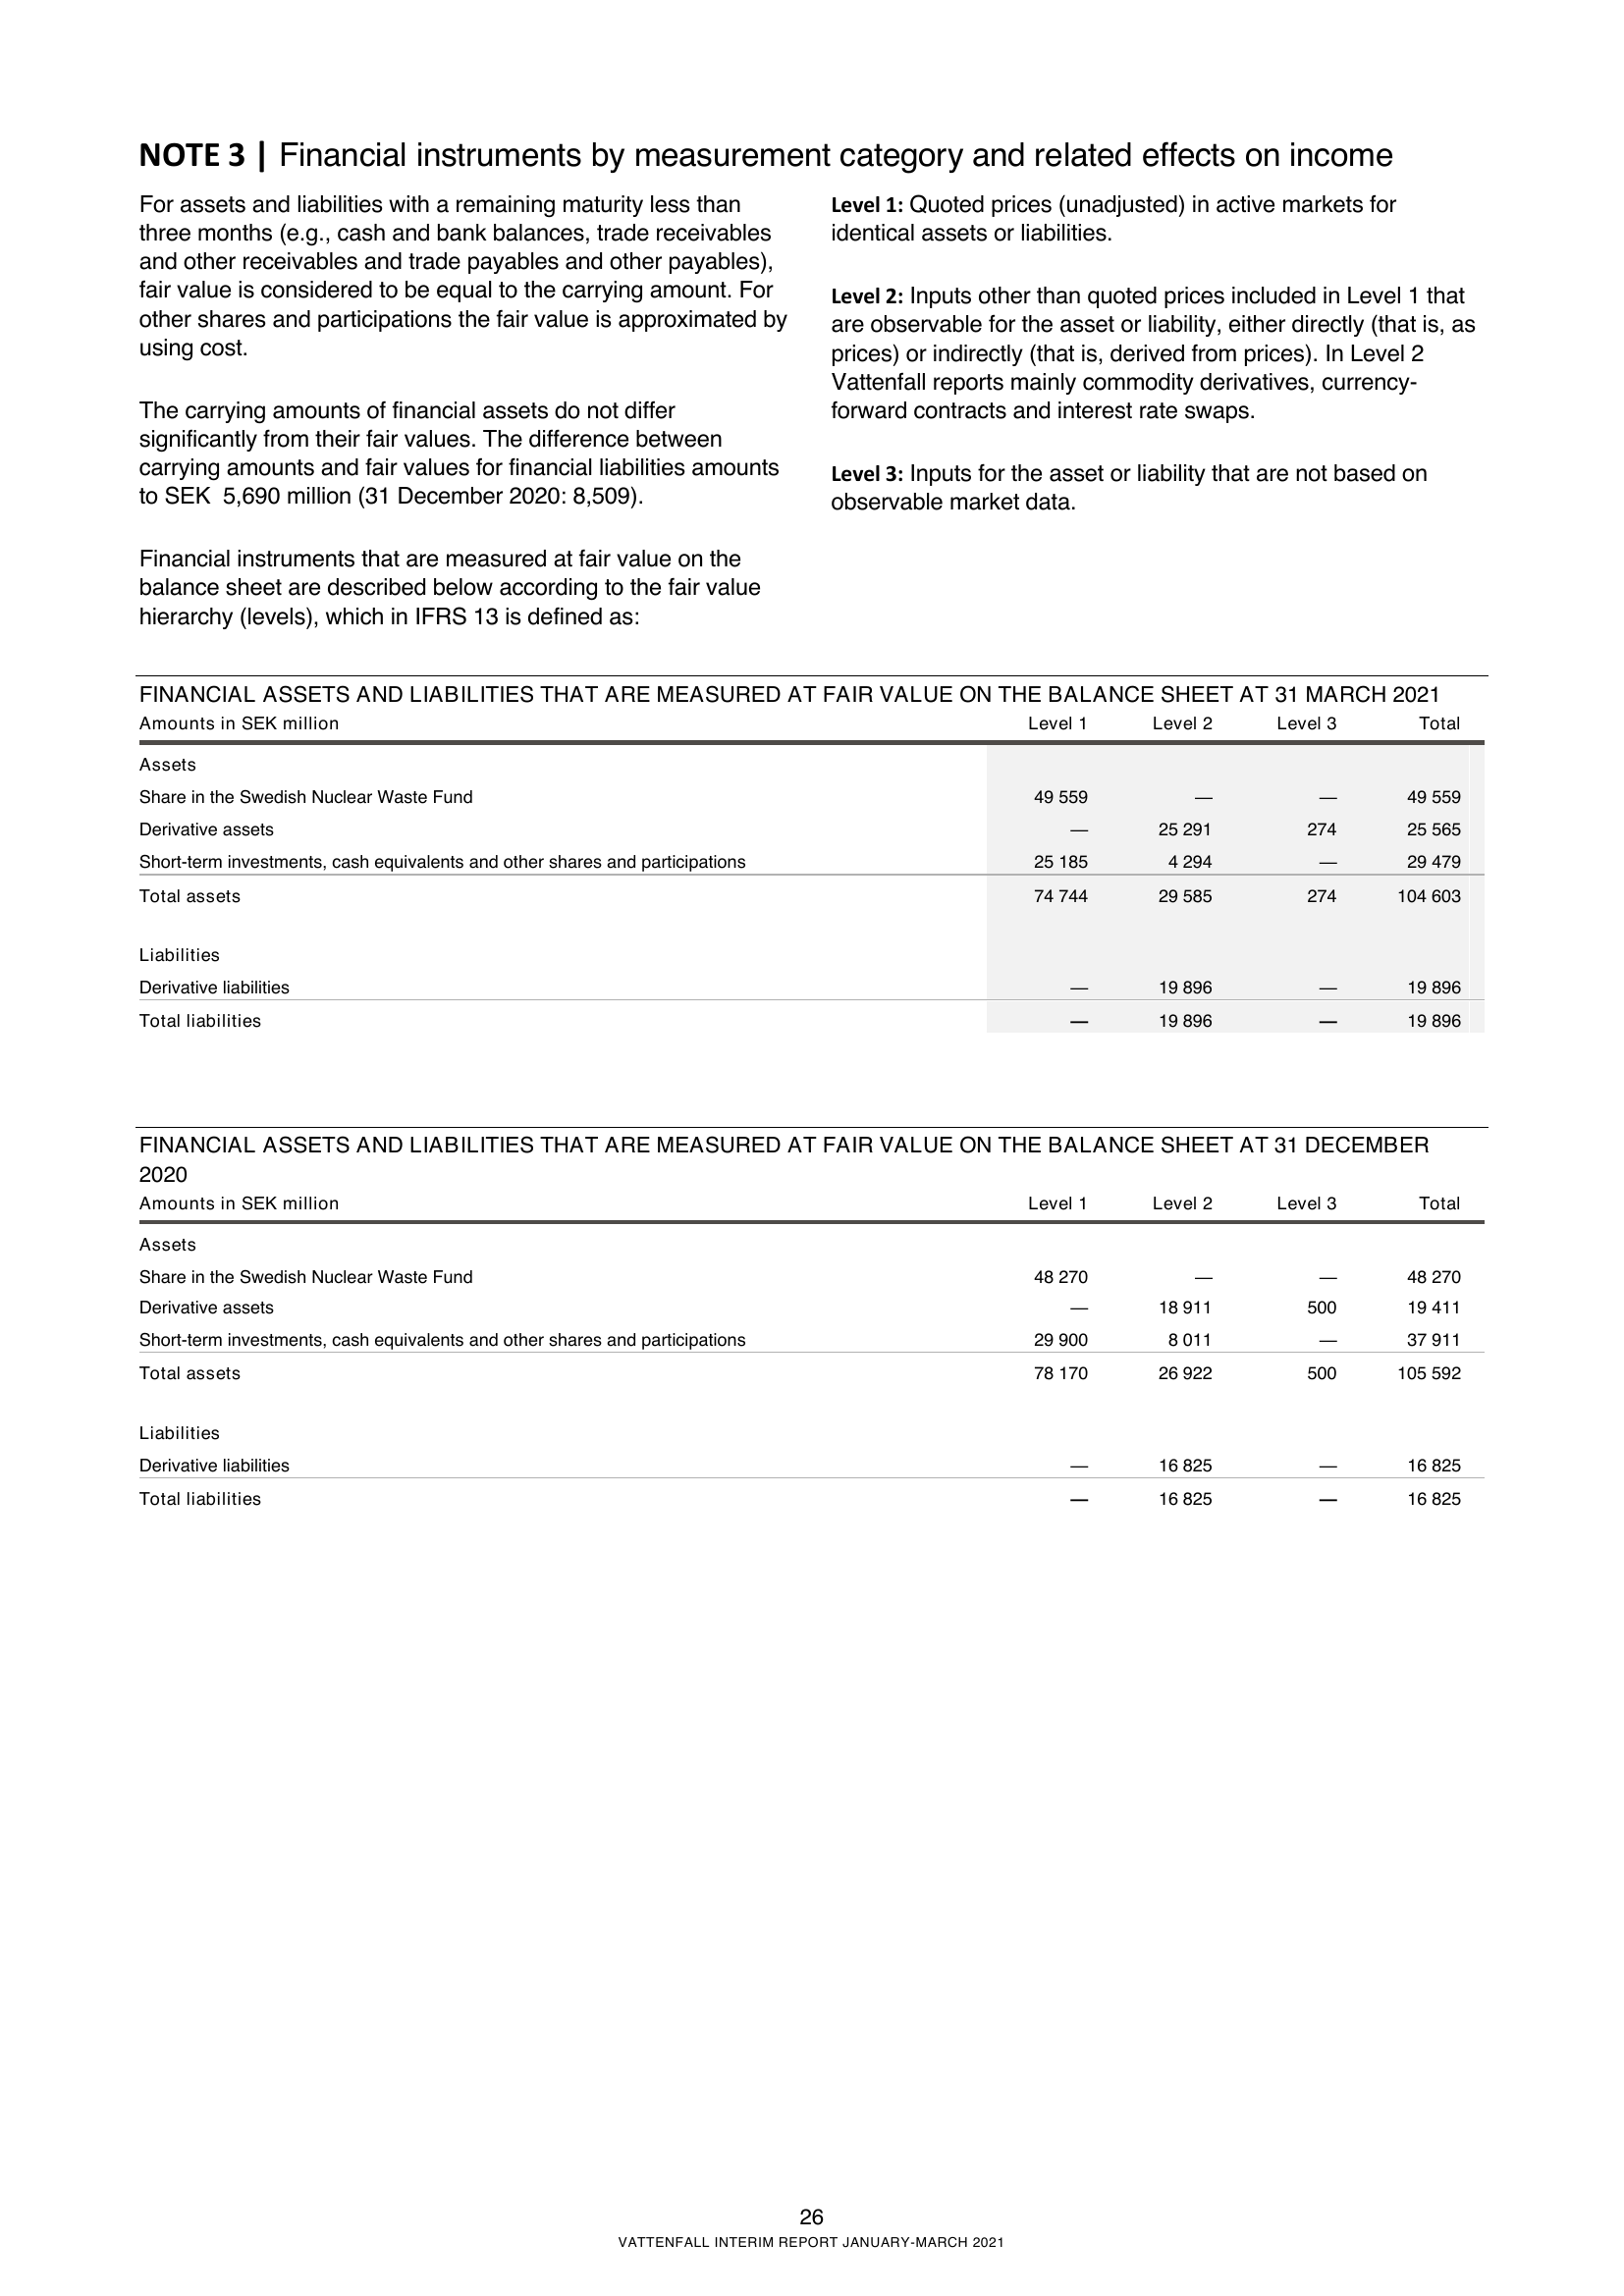 NOTE 3 | Financial instruments by measurement category and related effects on income
For assets and liabilities with a remaining maturity less than
three months (e.g., cash and bank balances, trade receivables
and other receivables and trade payables and other payables),
fair value is considered to be equal to the carrying amount. For
other shares and participations the fair value is approximated by
using cost.
The carrying amounts of financial assets do not differ
significantly from their fair values. The difference between
carrying amounts and fair values for financial liabilities amounts
to SEK  5,690 million (31 December 2020: 8,509).
Financial instruments that are measured at fair value on the
balance sheet are described below according to the fair value
hierarchy (levels), which in IFRS 13 is defined as:
Level 1: Quoted prices (unadjusted) in active markets for
identical assets or liabilities.
Level 2: Inputs other than quoted prices included in Level 1 that
are observable for the asset or liability, either directly (that is, as
prices) or indirectly (that is, derived from prices). In Level 2
Vattenfall reports mainly commodity derivatives, currency-
forward contracts and interest rate swaps.
Level 3: Inputs for the asset or liability that are not based on
observable market data.
FINANCIAL ASSETS AND LIABILITIES THAT ARE MEASURED AT FAIR VALUE ON THE BALANCE SHEET AT 31 MARCH 2021
Amounts in SEK million Level 1 Level 2 Level 3 Total
Assets
Share in the Swedish Nuclear Waste Fund 49 559 — — 49 559
Derivative assets — 25 291 274 25 565
Short-term investments, cash equivalents and other shares and participations 25 185 4 294 — 29 479
Total assets 74 744 29 585 274 104 603
Liabilities
Derivative liabilities — 19 896 — 19 896
Total liabilities — 19 896 — 19 896
FINANCIAL ASSETS AND LIABILITIES THAT ARE MEASURED AT FAIR VALUE ON THE BALANCE SHEET AT 31 DECEMBER
2020
Amounts in SEK million Level 1 Level 2 Level 3 Total
Assets
Share in the Swedish Nuclear Waste Fund 48 270 — — 48 270
Derivative assets — 18 911 500 19 411
Short-term investments, cash equivalents and other shares and participations 29 900 8 011 — 37 911
Total assets 78 170 26 922 500 105 592
Liabilities
Derivative liabilities — 16 825 — 16 825
Total liabilities — 16 825 — 16 825
26
VATTENFALL INTERIM REPORT JANUARY-MARCH 2021